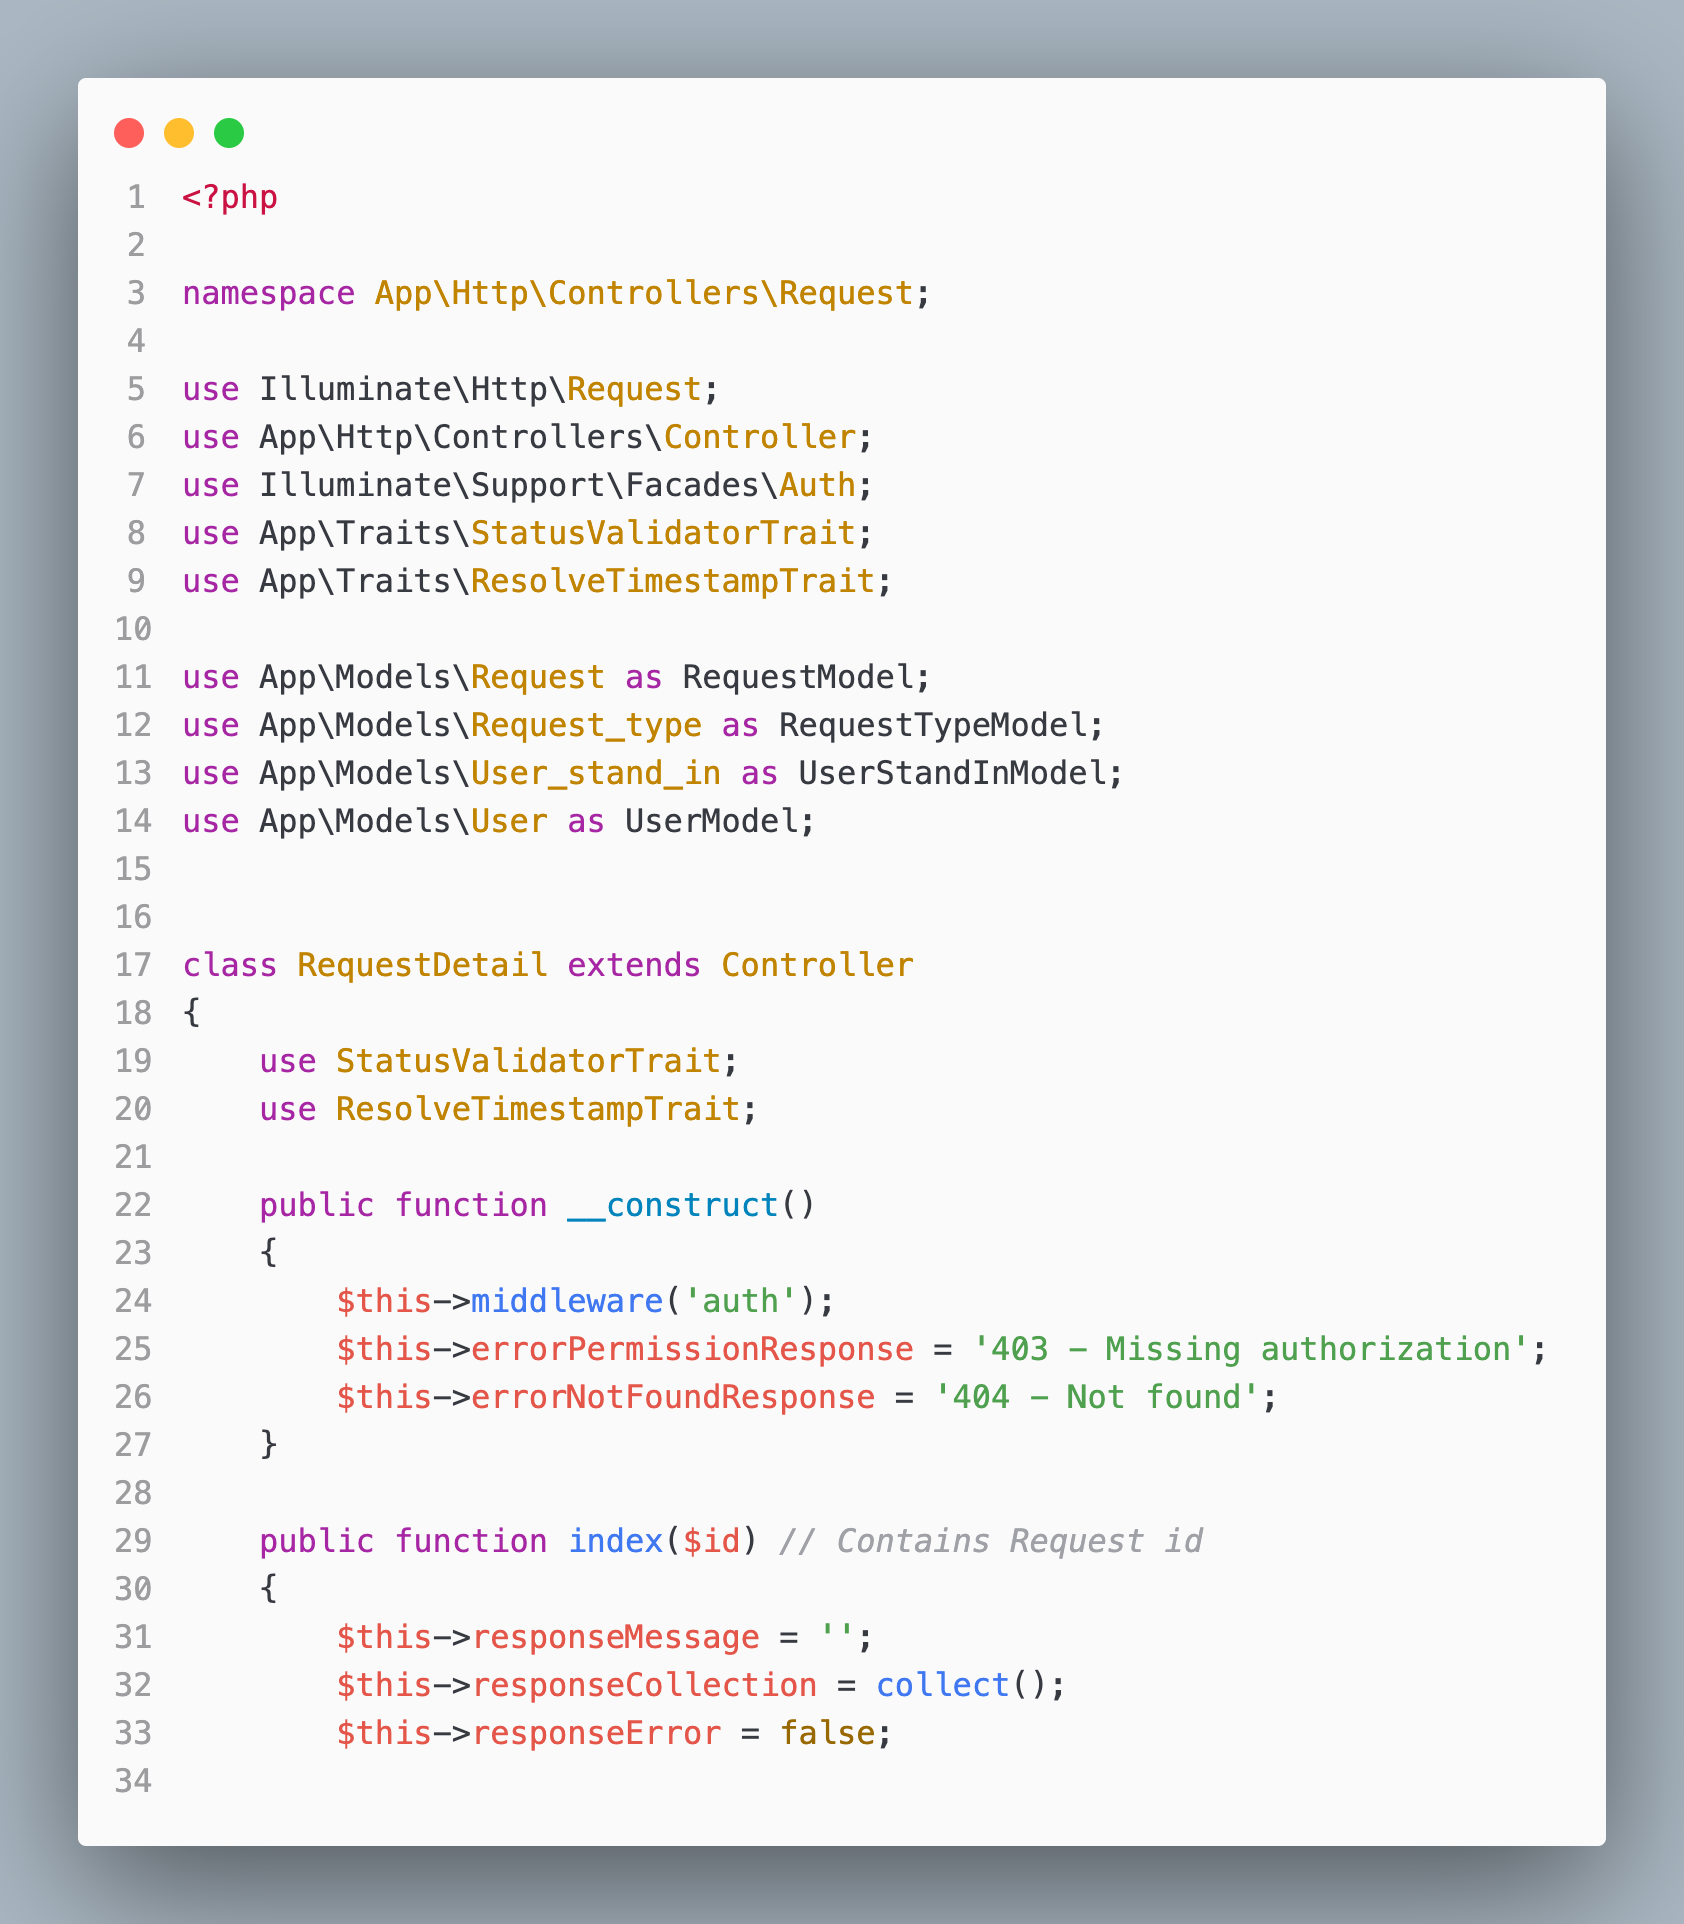 1 <?php
2
3 namespace App\Http\Controllers\Request;
4
5 use Illuminate\Http\Request;
6 use App\Http\Controllers\Controller;
7 use Illuminate\Support\Facades\Auth;
8 use App\Traits\StatusValidatorTrait;
9 use App\Traits\ResolveTimestampTrait;
10
11 use App\Models\Request as RequestModel;
12 use App\Models\Request_type as RequestTypeModel;
13 use App\Models\User_stand_in as UserStandInModel;
14 use App\Models\User as UserModel;
15
16
17 class RequestDetail extends Controller
18 {
19     use StatusValidatorTrait;
20     use ResolveTimestampTrait;
21
22     public function __construct()
23     {
24         $this->middleware('auth');
25         $this->errorPermissionResponse = '403 - Missing authorization';
26         $this->errorNotFoundResponse = '404 - Not found';
27     }
28
29     public function index($id) // Contains Request id
30     {
31         $this->responseMessage = '';
32         $this->responseCollection = collect();
33         $this->responseError = false;
34